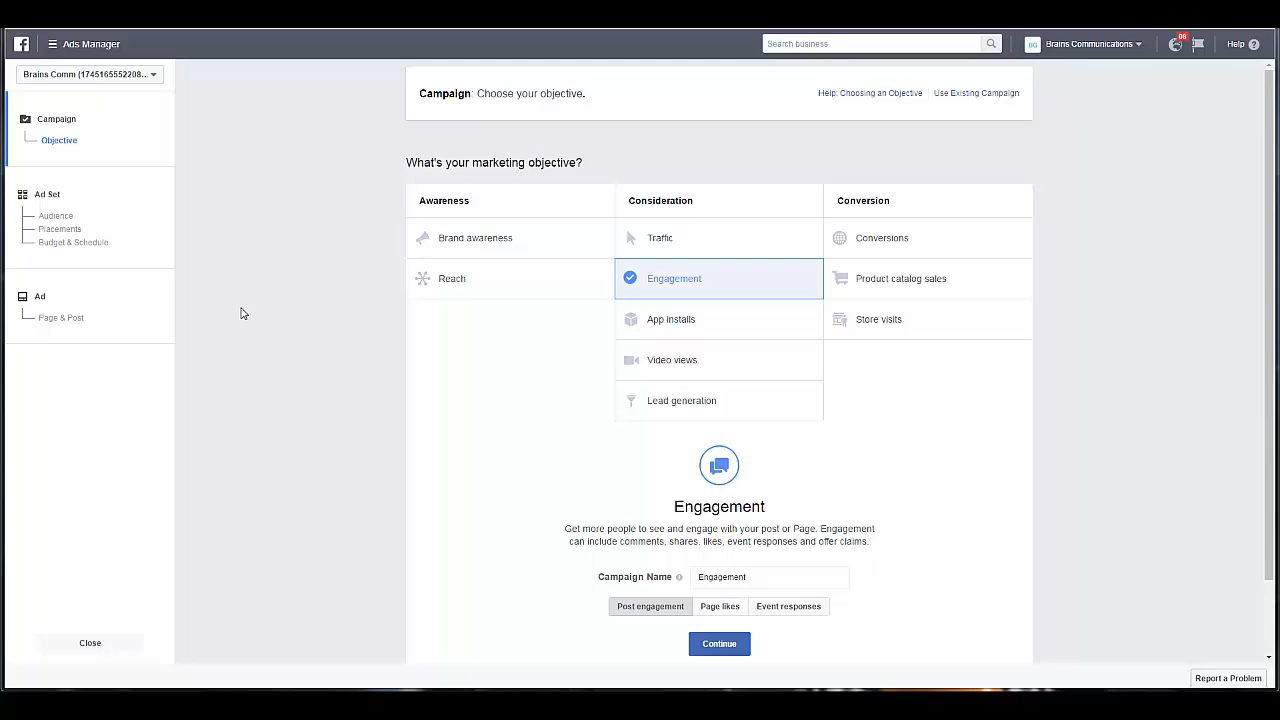 Ads Manager
Search business
BG
Brains Communications
98
Help
Brains Comm (1745165552208...
Campaign
Objective
Ad Set
Audience
Placements
Budget & Schedule
Ad
Page & Post
Close
Campaign: Choose your objective.
Help: Choosing an Objective
Use Existing Campaign
What's your marketing objective?
Awareness
Consideration
Conversion
Brand awareness
Traffic
Conversions
Reach
Engagement
Product catalog sales
App installs
Store visits
Video views
Lead generation
Engagement
Get more people to see and engage with your post or Page. Engagement
can include comments, shares, likes, event responses and offer claims.
Campaign Name
Engagement
Post engagement
Page likes
Event responses
Continue
Report a Problem